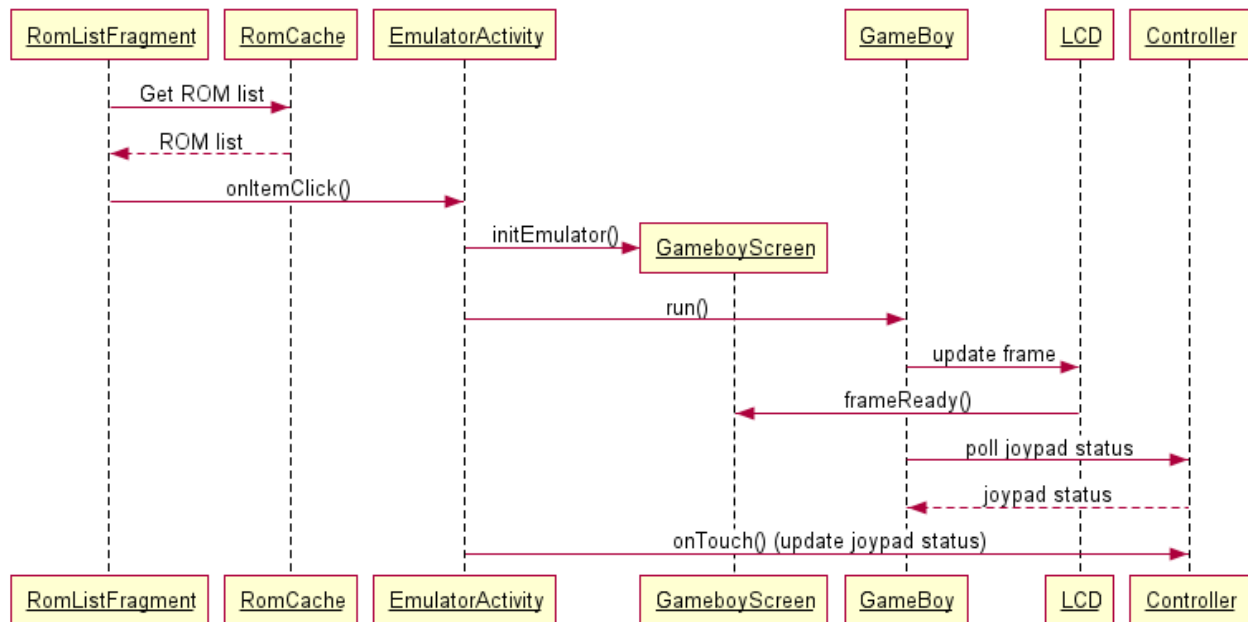 RomListFragment RomCache EmulatorActivity GameBoy LCD Controller
Get ROM list
ROM list
onItemClick()
initEmulator()
GameboyScreen
run()
update frame
frameReady()
poll joypad status
joypad status
onTouch() (update joypad status)
RomListFragment RomCache EmulatorActivity GameboyScreen GameBoy LCD Controller